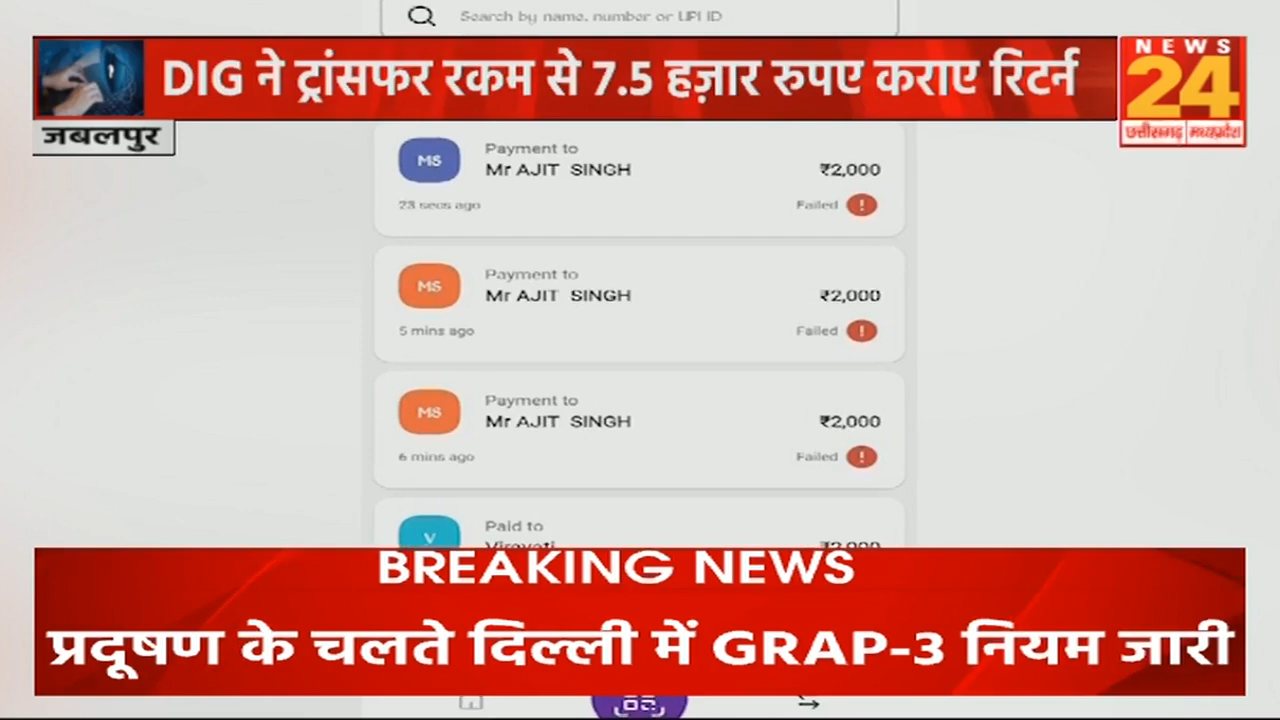 Search by name, number or UPI ID
DIG ने ट्रांसफर रकम से 7.5 हज़ार रुपए कराए रिटर्न
NEWS
24
छत्तीसगढ़ मध्यप्रदेश
जबलपुर
MS
Payment to
Mr AJIT SINGH
₹2,000
23 secs ago
Failed
MS
Payment to
Mr AJIT SINGH
₹2,000
5 mins ago
Failed
MS
Payment to
Mr AJIT SINGH
₹2,000
6 mins ago
Failed
V
Paid to
BREAKING NEWS
प्रदूषण के चलते दिल्ली में GRAP-3 नियम जारी